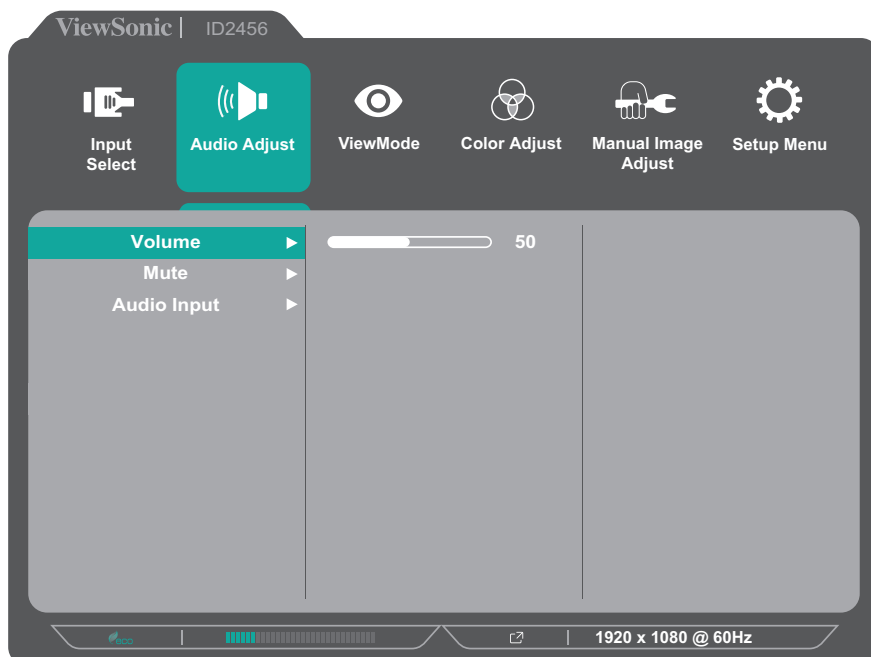 ViewSonic | ID2456
Input
Select
Audio Adjust
ViewMode
Color Adjust
Manual Image
Adjust
Setup Menu
Volume
50
Mute
Audio Input
eco
1920 x 1080 @ 60Hz